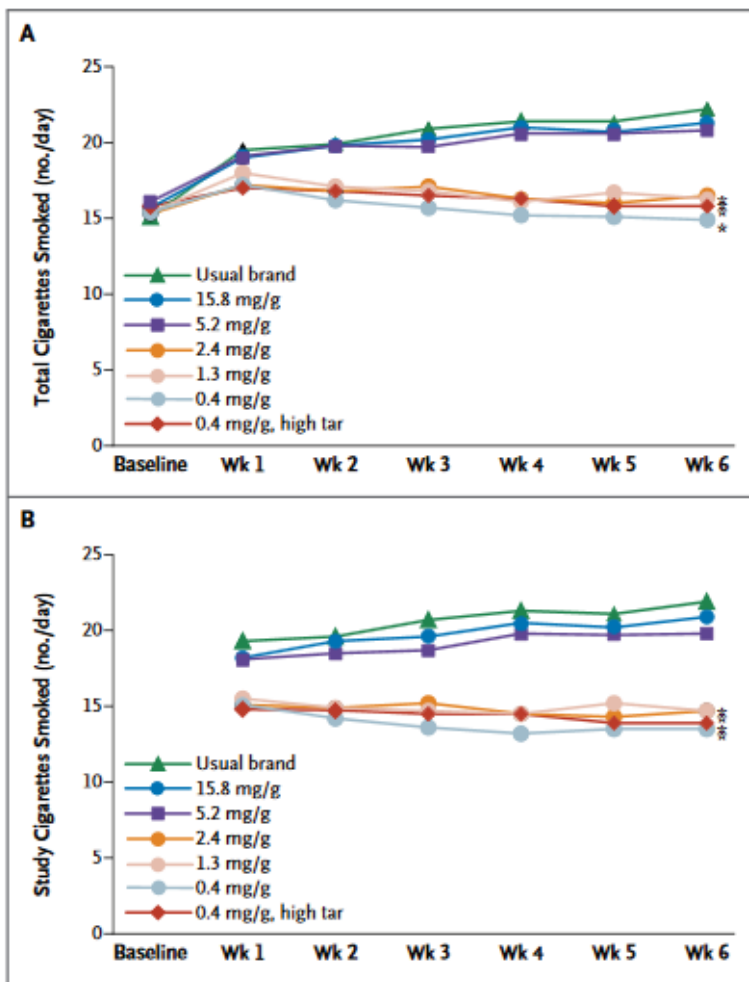 A
Total Cigarettes Smoked (no./day)
25
20
15
10
5
0
* * * *
Usual brand
15.8 mg/g
5.2 mg/g
2.4 mg/g
1.3 mg/g
0.4 mg/g
0.4 mg/g, high tar
Baseline Wk 1 Wk 2 Wk 3 Wk 4 Wk 5 Wk 6
B
Study Cigarettes Smoked (no./day)
25
20
15
10
5
0
* * * *
Usual brand
15.8 mg/g
5.2 mg/g
2.4 mg/g
1.3 mg/g
0.4 mg/g
0.4 mg/g, high tar
Baseline Wk 1 Wk 2 Wk 3 Wk 4 Wk 5 Wk 6